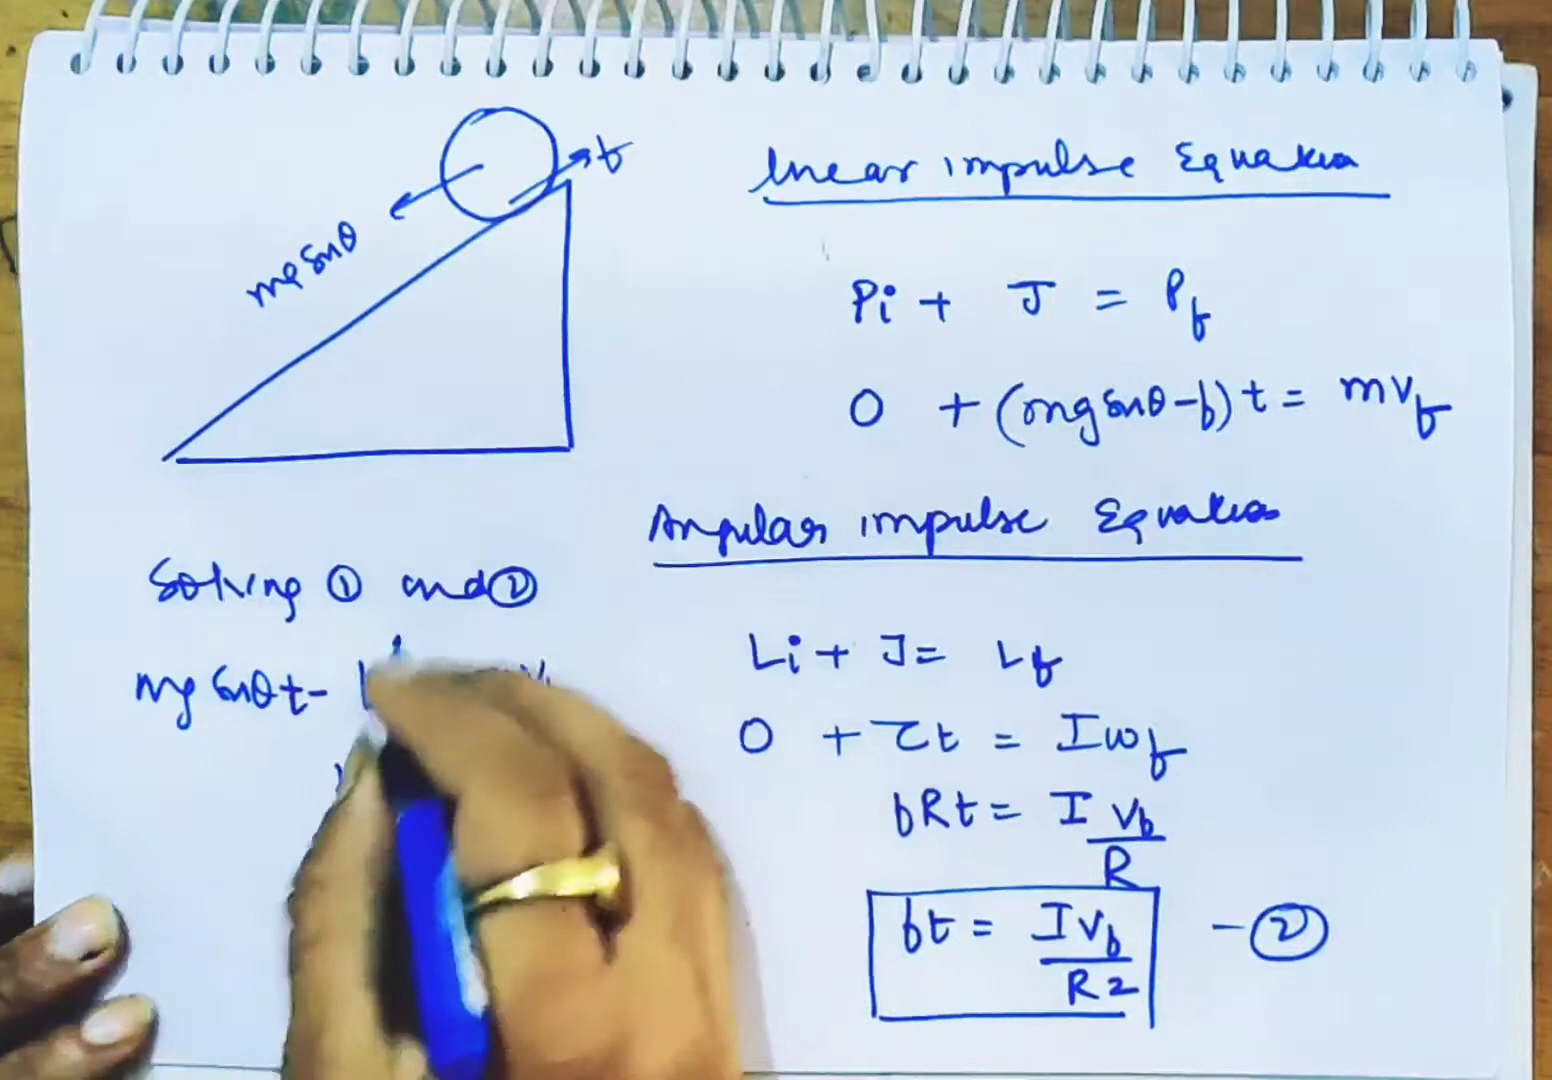 f
mg sinθ
linear impulse Equation
Pi + J = Pf
0 + (mg sinθ - f) t = mvf
Angular impulse Equation
Li + J = Lf
0 + τt = Iωf
fRt = I vf/R
ft = Ivf/R2 - ②
Solving ① and ②
mg sinθt -